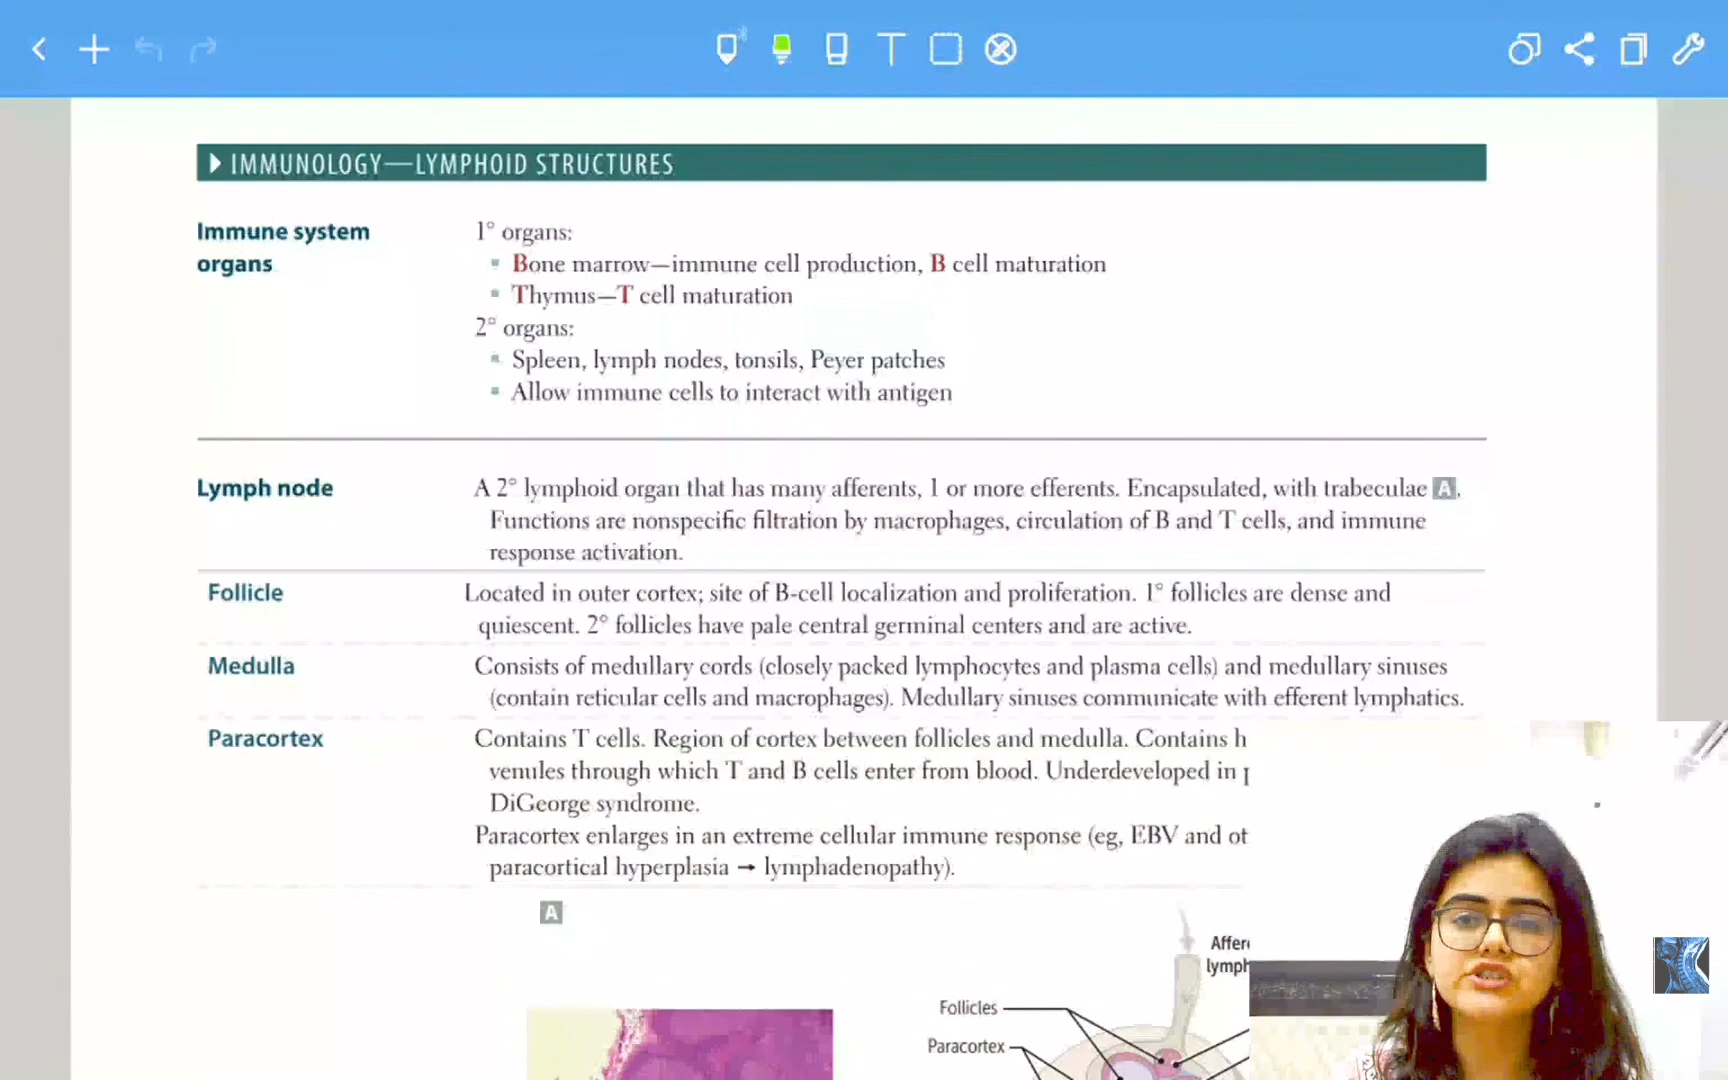 IMMUNOLOGY—LYMPHOID STRUCTURES
Immune system organs
1° organs:
Bone marrow—immune cell production, B cell maturation
Thymus—T cell maturation
2° organs:
Spleen, lymph nodes, tonsils, Peyer patches
Allow immune cells to interact with antigen
Lymph node
A 2° lymphoid organ that has many afferents, 1 or more efferents. Encapsulated, with trabeculae A.
Functions are nonspecific filtration by macrophages, circulation of B and T cells, and immune
response activation.
Follicle
Located in outer cortex; site of B-cell localization and proliferation. 1° follicles are dense and
quiescent. 2° follicles have pale central germinal centers and are active.
Medulla
Consists of medullary cords (closely packed lymphocytes and plasma cells) and medullary sinuses
(contain reticular cells and macrophages). Medullary sinuses communicate with efferent lymphatics.
Paracortex
Contains T cells. Region of cortex between follicles and medulla. Contains
venules through which T and B cells enter from blood. Underdeveloped in
DiGeorge syndrome.
Paracortex enlarges in an extreme cellular immune response (eg, EBV and
paracortical hyperplasia → lymphadenopathy).
A
Follicles
Paracortex